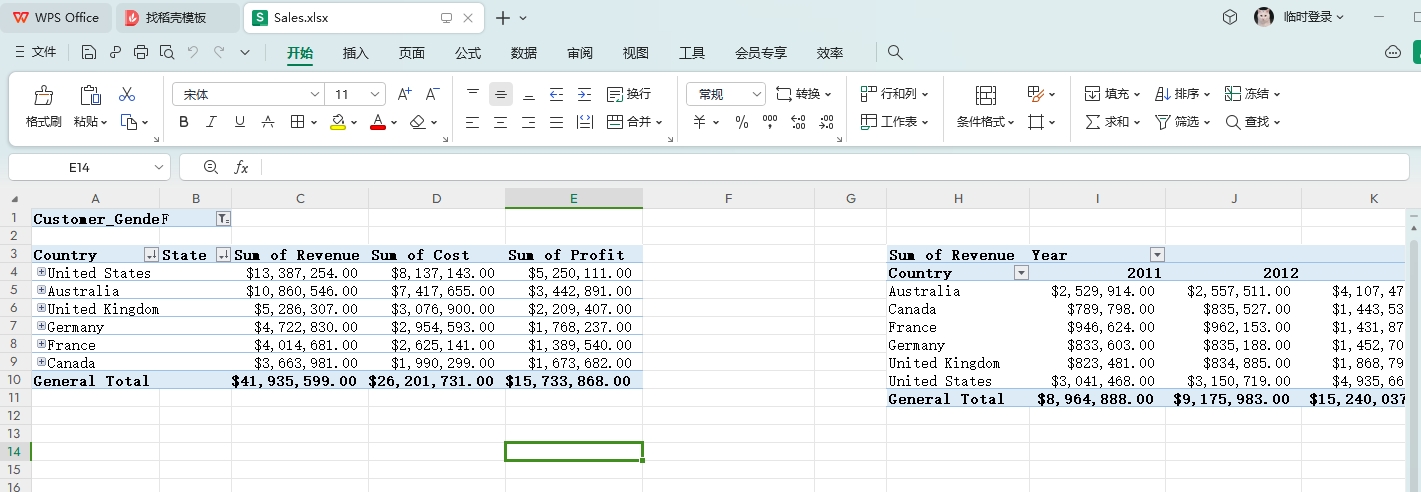 WPS Office 找稻壳模板 Sales.xlsx 临时登录
文件 开始 插入 页面 公式 数据 审阅 视图 工具 会员专享 效率
宋体 11 换行 常规 转换 行和列 填充 排序 冻结
格式刷 粘贴 合并 工作表 条件格式 求和 筛选 查找
E14 fx
A B C D E F G H I J K
1 Customer_Gender F
2
3 Country State Sum of Revenue Sum of Cost Sum of Profit Sum of Revenue Year
4 United States $13,387,254.00 $8,137,143.00 $5,250,111.00 Country 2011 2012
5 Australia $10,860,546.00 $7,417,655.00 $3,442,891.00 Australia $2,529,914.00 $2,557,511.00 $4,107,47
6 United Kingdom $5,286,307.00 $3,076,900.00 $2,209,407.00 Canada $789,798.00 $835,527.00 $1,443,53
7 Germany $4,722,830.00 $2,954,593.00 $1,768,237.00 France $946,624.00 $962,153.00 $1,431,87
8 France $4,014,681.00 $2,625,141.00 $1,389,540.00 Germany $833,603.00 $835,188.00 $1,452,70
9 Canada $3,663,981.00 $1,990,299.00 $1,673,682.00 United Kingdom $823,481.00 $834,885.00 $1,868,79
10 General Total $41,935,599.00 $26,201,731.00 $15,733,868.00 United States $3,041,468.00 $3,150,719.00 $4,935,66
11 General Total $8,964,888.00 $9,175,983.00 $15,240,037
12
13
14
15
16